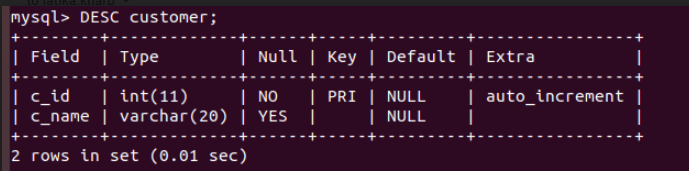 mysql> DESC customer;
+--------+-------------+------+-----+---------+----------------+
| Field  | Type        | Null | Key | Default | Extra          |
+--------+-------------+------+-----+---------+----------------+
| c_id   | int(11)     | NO   | PRI | NULL    | auto_increment |
| c_name | varchar(20) | YES  |     | NULL    |                |
+--------+-------------+------+-----+---------+----------------+
2 rows in set (0.01 sec)